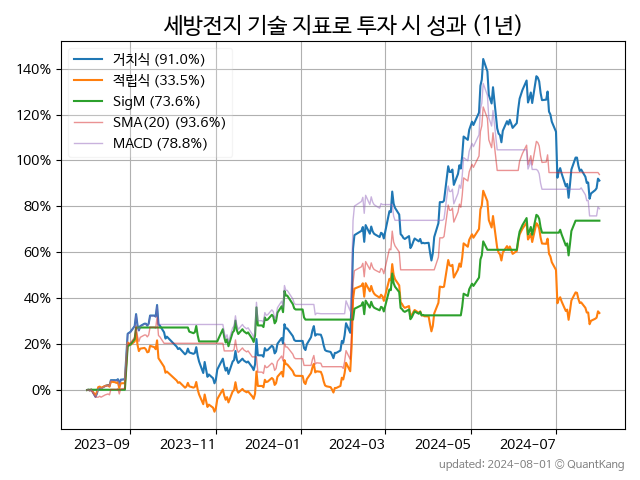 세방전지 기술 지표로 투자 시 성과 (1년)
거치식 (91.0%)
적립식 (33.5%)
SigM (73.6%)
SMA(20) (93.6%)
MACD (78.8%)
140%
120%
100%
80%
60%
40%
20%
0%
2023-09 2023-11 2024-01 2024-03 2024-05 2024-07
updated: 2024-08-01 © QuantKang